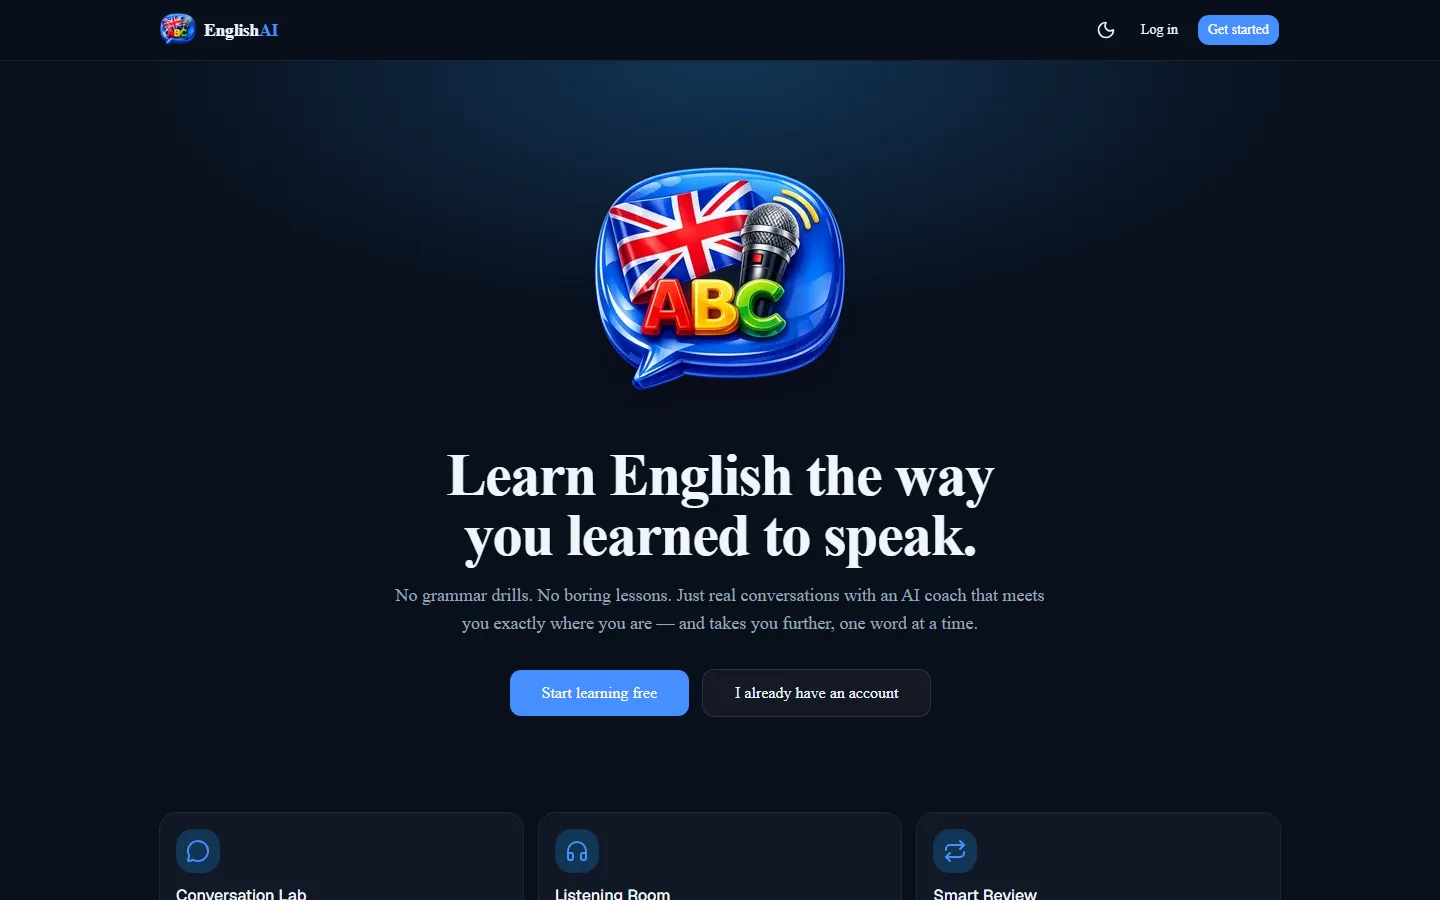 EnglishAI
Log in
Get started
ABC
Learn English the way
you learned to speak.
No grammar drills. No boring lessons. Just real conversations with an AI coach that meets
you exactly where you are — and takes you further, one word at a time.
Start learning free
I already have an account
Conversation Lab
Listening Room
Smart Review